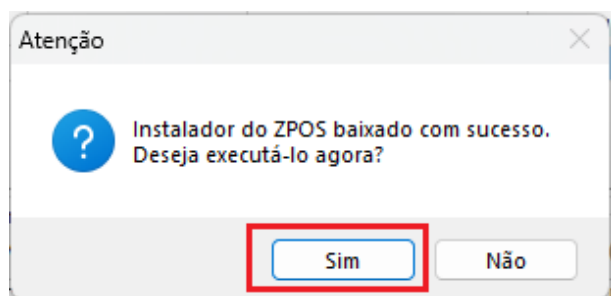 Atenção
?
Instalador do ZPOS baixado com sucesso.
Deseja executá-lo agora?
Sim
Não